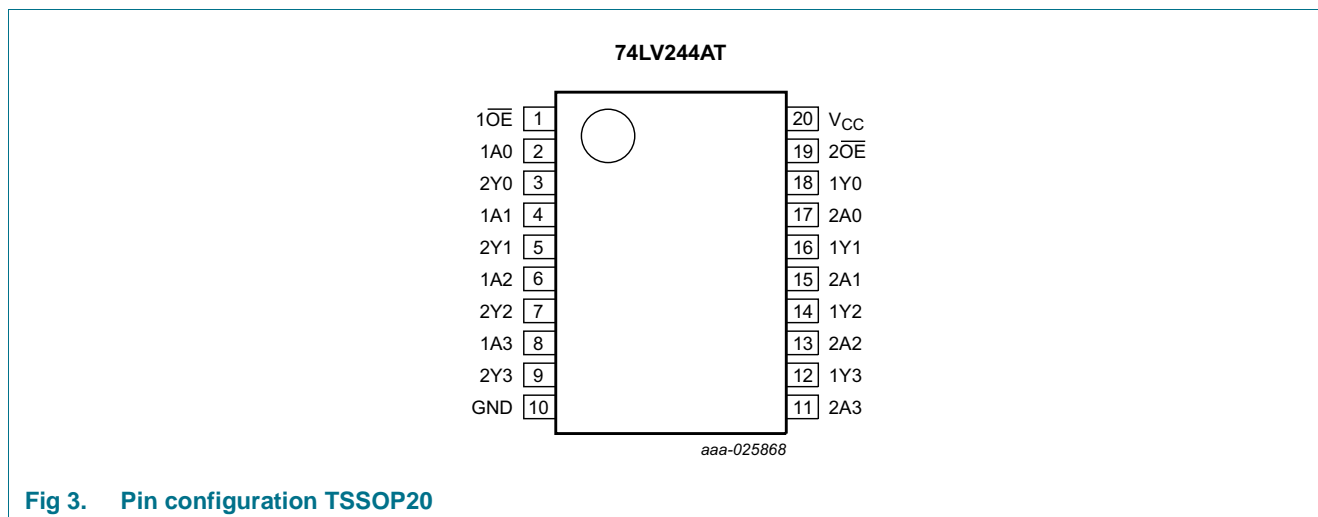 74LV244AT
1O̅E̅ 1 20 VCC
1A0 2 19 2O̅E̅
2Y0 3 18 1Y0
1A1 4 17 2A0
2Y1 5 16 1Y1
1A2 6 15 2A1
2Y2 7 14 1Y2
1A3 8 13 2A2
2Y3 9 12 1Y3
GND 10 11 2A3
aaa-025868
Fig 3. Pin configuration TSSOP20